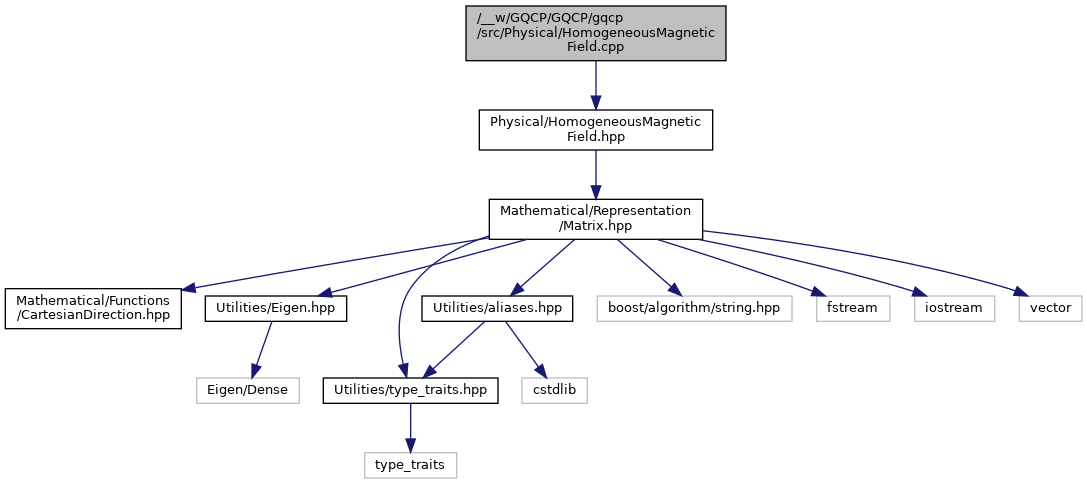 /__w/GQCP/GQCP/gqcp
/src/Physical/HomogeneousMagnetic
Field.cpp
Physical/HomogeneousMagnetic
Field.hpp
Mathematical/Representation
/Matrix.hpp
Mathematical/Functions
/CartesianDirection.hpp
Utilities/Eigen.hpp
Utilities/aliases.hpp
boost/algorithm/string.hpp
fstream
iostream
vector
Eigen/Dense
Utilities/type_traits.hpp
cstdlib
type_traits